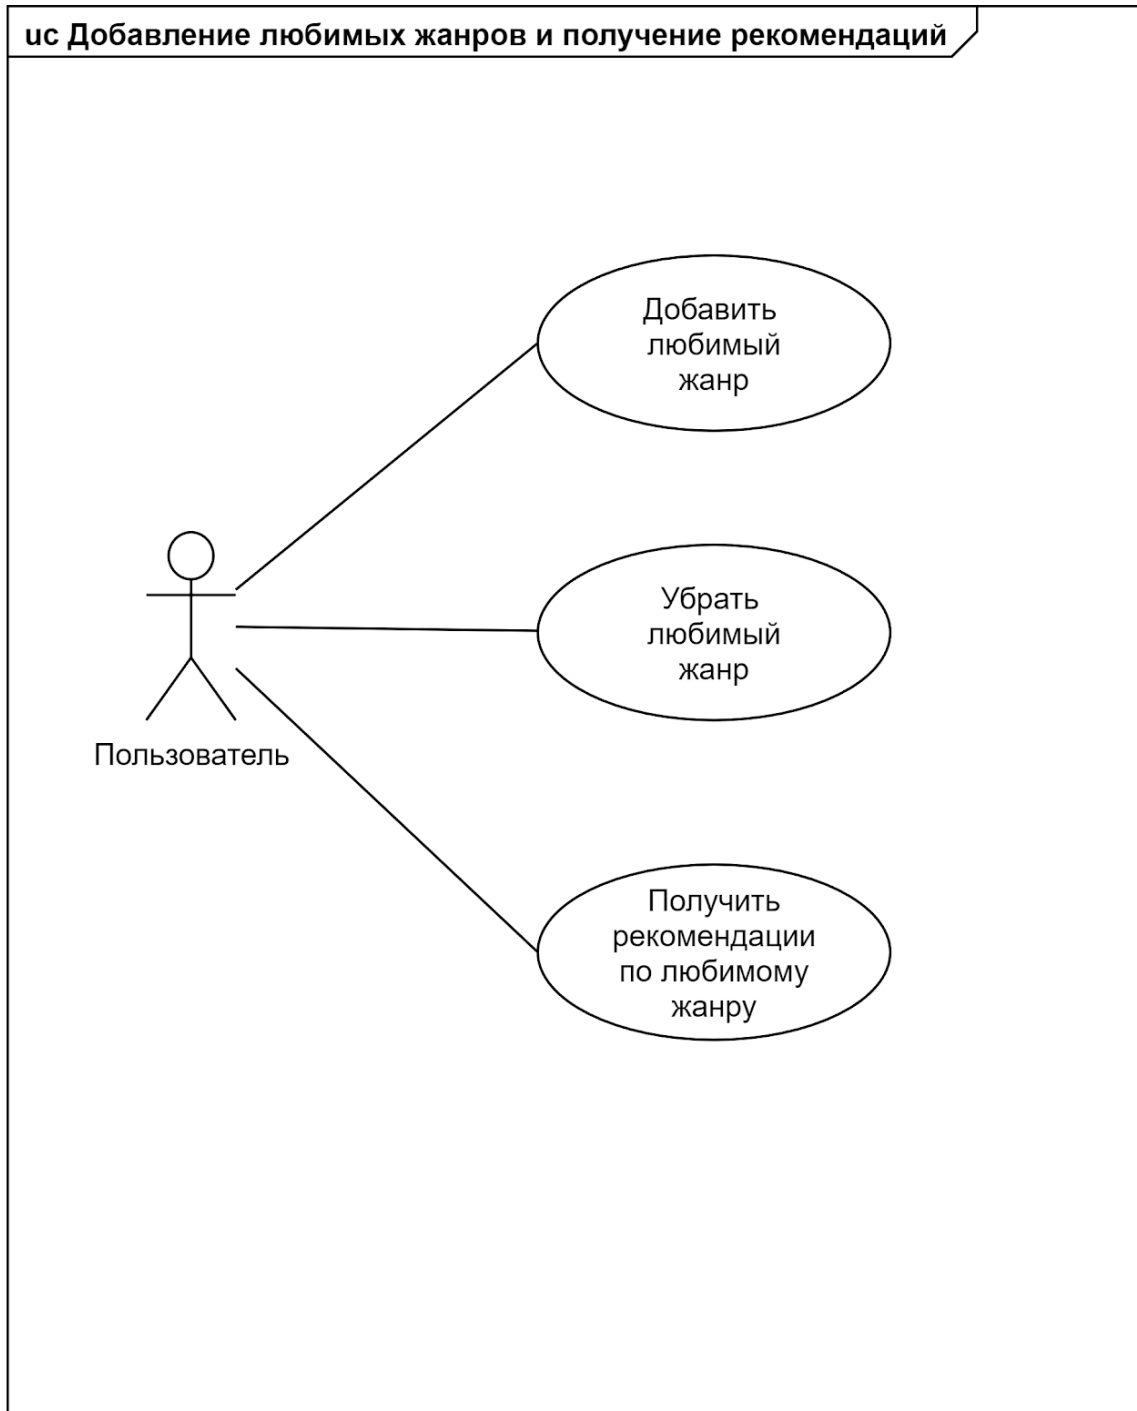 uc Добавление любимых жанров и получение рекомендаций
Добавить
любимый
жанр
Убрать
любимый
жанр
Пользователь
Получить
рекомендации
по любимому
жанру